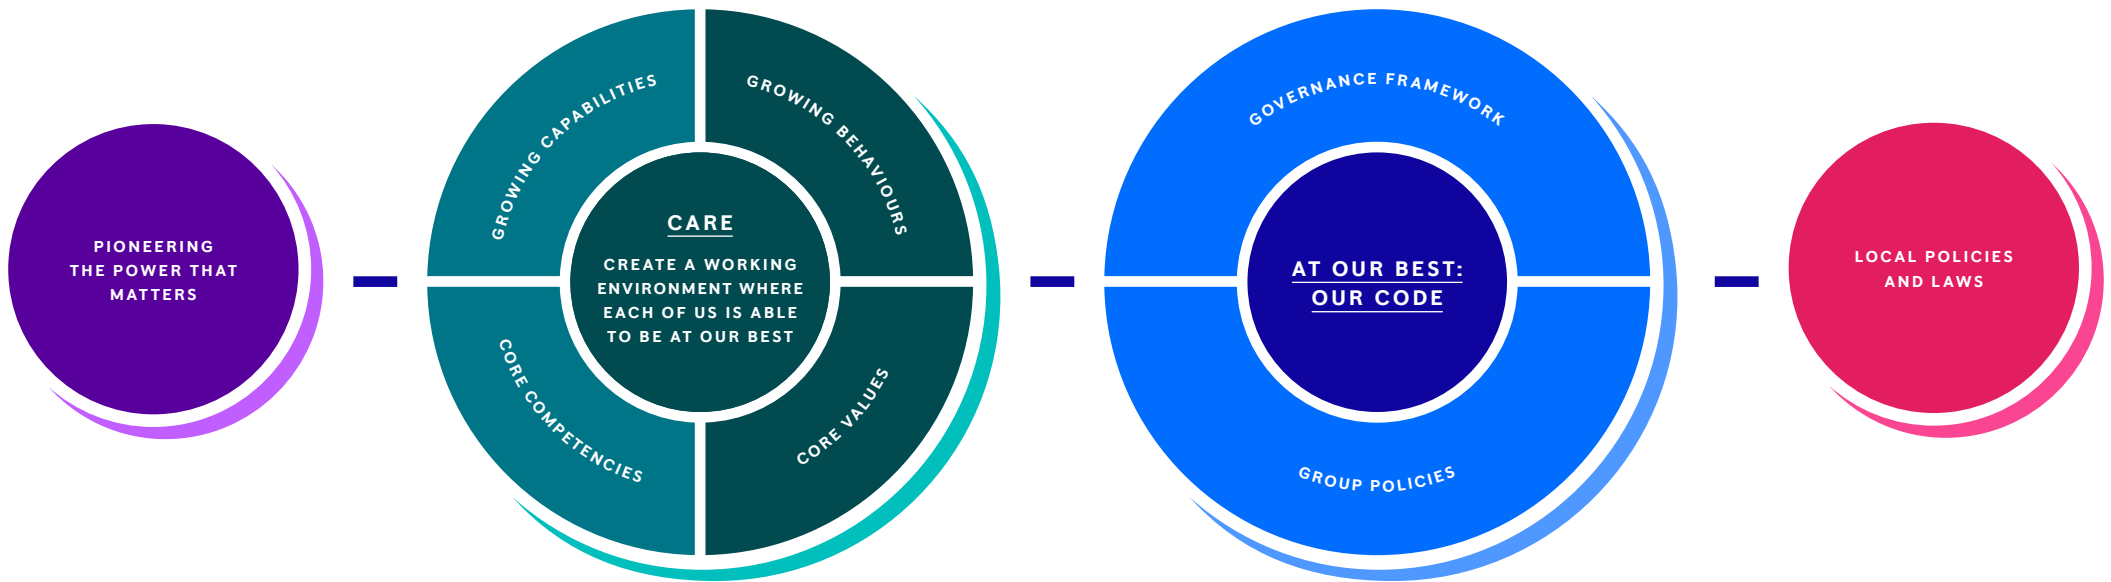 PIONEERING
THE POWER THAT
MATTERS
GROWING CAPABILITIES
GROWING BEHAVIOURS
CARE
CREATE A WORKING
ENVIRONMENT WHERE
EACH OF US IS ABLE
TO BE AT OUR BEST
CORE COMPETENCIES
CORE VALUES
GOVERNANCE FRAMEWORK
AT OUR BEST:
OUR CODE
GROUP POLICIES
LOCAL POLICIES
AND LAWS